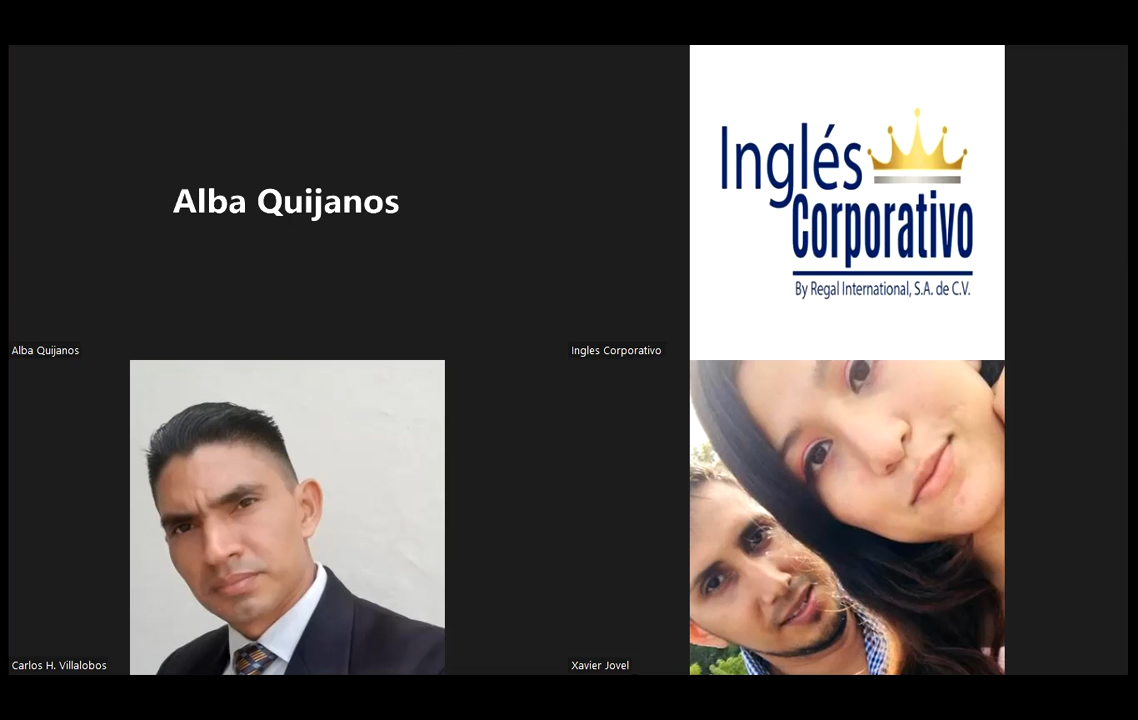 Alba Quijanos
Alba Quijanos
Inglés
Corporativo
By Regal International, S.A. de C.V.
Ingles Corporativo
Carlos H. Villalobos
Xavier Jovel